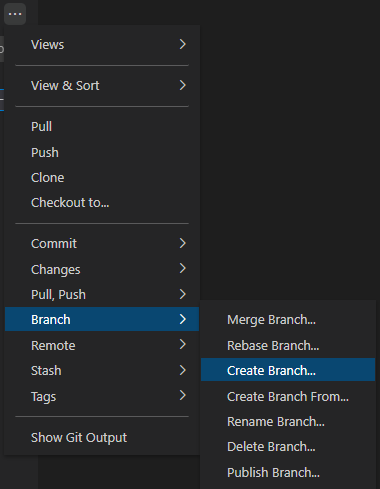 ...
Views
View & Sort
Pull
Push
Clone
Checkout to...
Commit
Changes
Pull, Push
Branch
Remote
Stash
Tags
Show Git Output
Merge Branch...
Rebase Branch...
Create Branch...
Create Branch From...
Rename Branch...
Delete Branch...
Publish Branch...